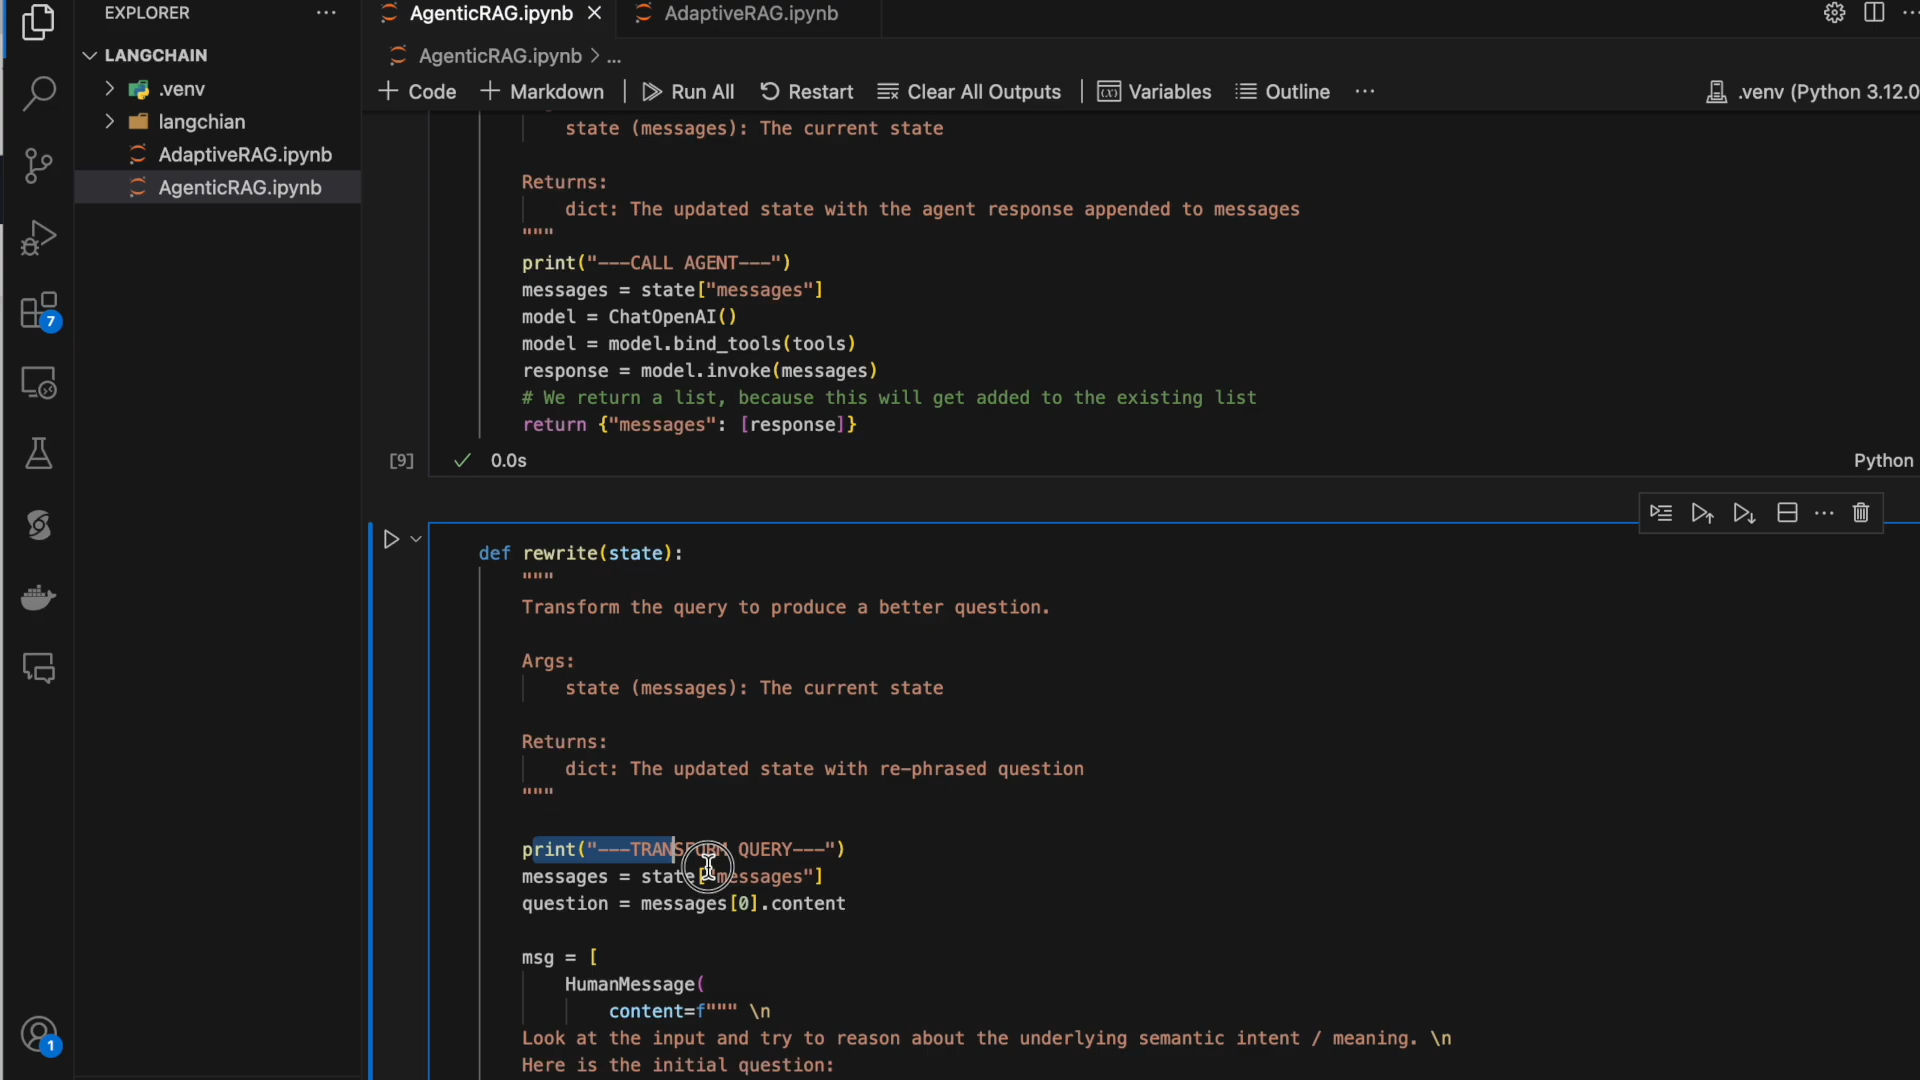 EXPLORER
AgenticRAG.ipynb
AdaptiveRAG.ipynb
LANGCHAIN
AgenticRAG.ipynb > ...
.venv
Code
Markdown
Run All
Restart
Clear All Outputs
Variables
Outline
.venv (Python 3.12.0
langchian
AdaptiveRAG.ipynb
AgenticRAG.ipynb
state (messages): The current state
Returns:
dict: The updated state with the agent response appended to messages
"""
print("---CALL AGENT---")
messages = state["messages"]
model = ChatOpenAI()
model = model.bind_tools(tools)
response = model.invoke(messages)
# We return a list, because this will get added to the existing list
return {"messages": [response]}
[9]
0.0s
Python
7
def rewrite(state):
"""
Transform the query to produce a better question.
Args:
state (messages): The current state
Returns:
dict: The updated state with re-phrased question
"""
print("---TRANSFORM QUERY---")
messages = state["messages"]
question = messages[0].content
msg = [
HumanMessage(
content=f""" \n
Look at the input and try to reason about the underlying semantic intent / meaning. \n
Here is the initial question:
1